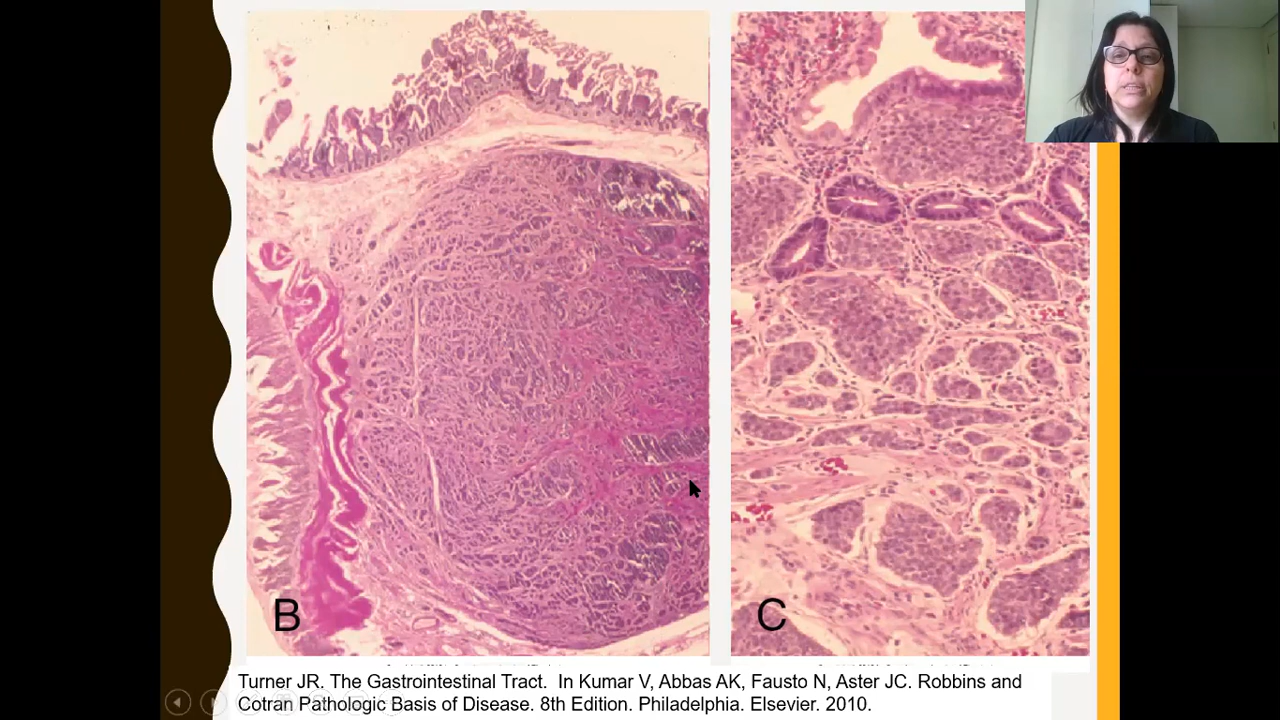 B
C
Turner JR. The Gastrointestinal Tract.  In Kumar V, Abbas AK, Fausto N, Aster JC. Robbins and
Cotran Pathologic Basis of Disease. 8th Edition. Philadelphia. Elsevier. 2010.